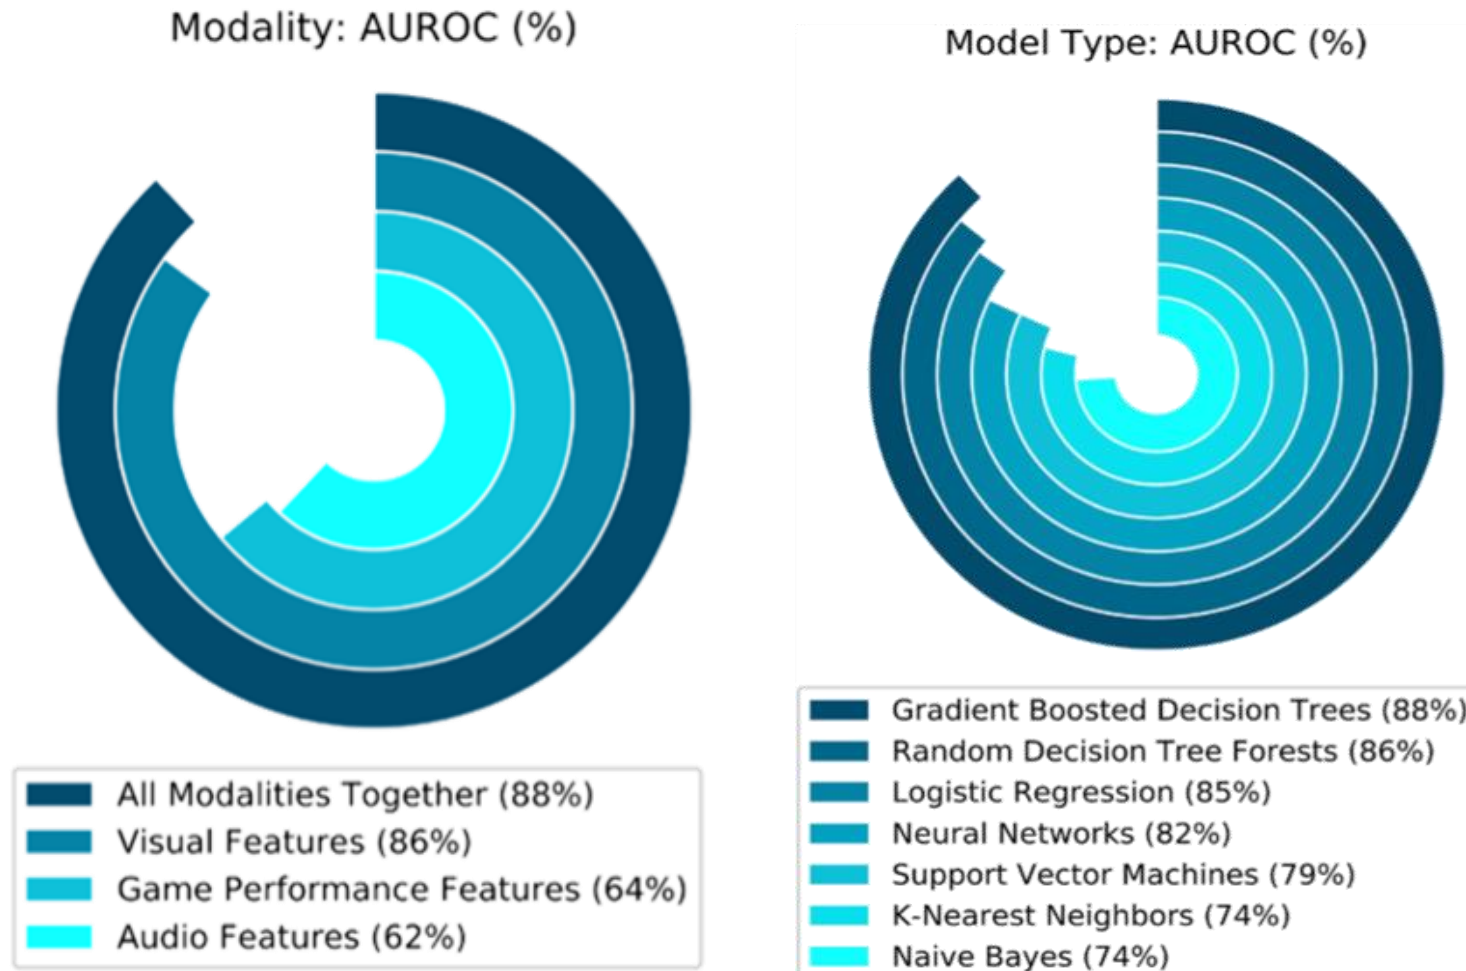 Modality: AUROC (%)
All Modalities Together (88%)
Visual Features (86%)
Game Performance Features (64%)
Audio Features (62%)
Model Type: AUROC (%)
Gradient Boosted Decision Trees (88%)
Random Decision Tree Forests (86%)
Logistic Regression (85%)
Neural Networks (82%)
Support Vector Machines (79%)
K-Nearest Neighbors (74%)
Naive Bayes (74%)